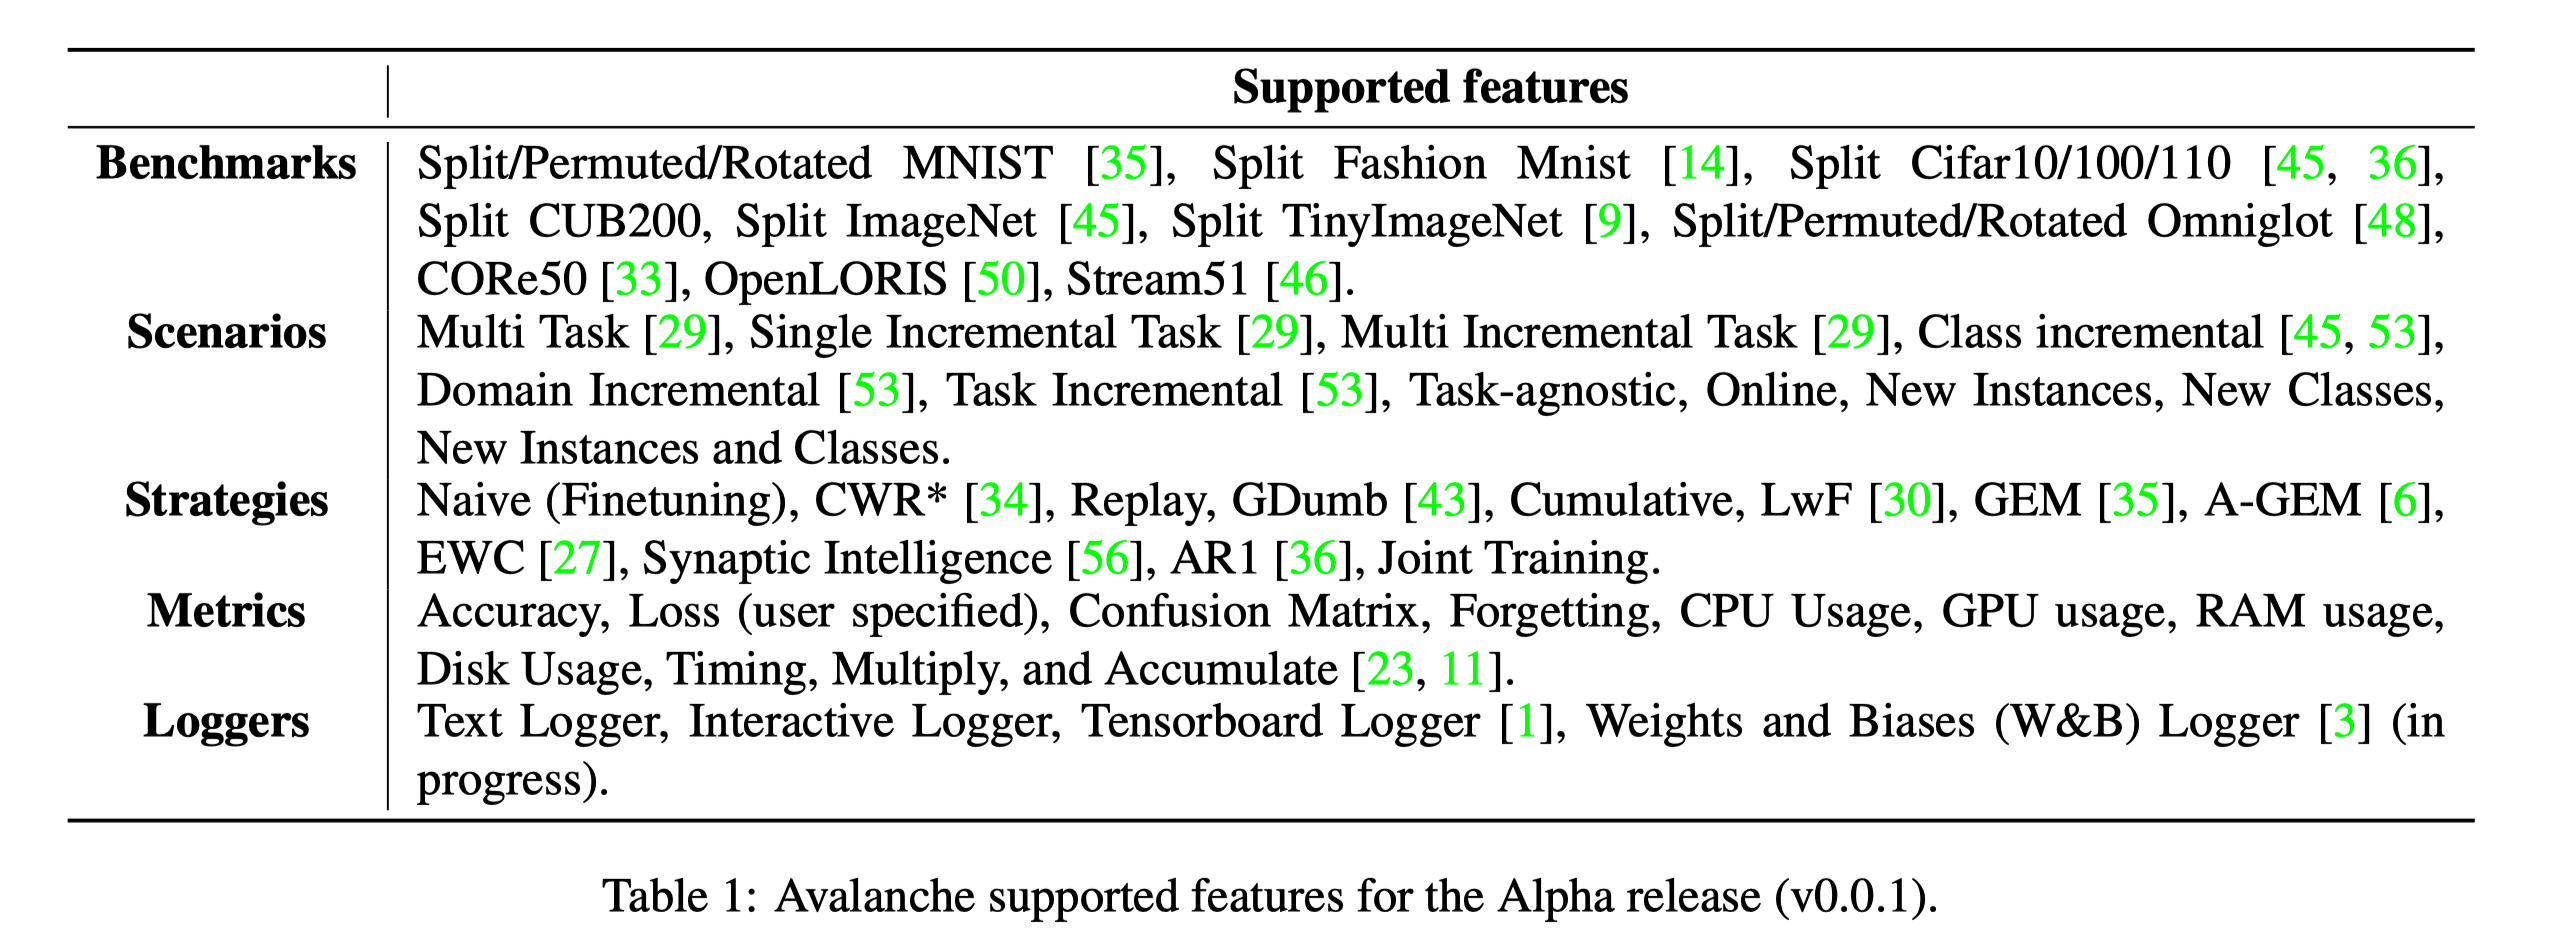 Supported features
Benchmarks Split/Permuted/Rotated MNIST [35], Split Fashion Mnist [14], Split Cifar10/100/110 [45, 36],
Split CUB200, Split ImageNet [45], Split TinyImageNet [9], Split/Permuted/Rotated Omniglot [48],
CORe50 [33], OpenLORIS [50], Stream51 [46].
Scenarios Multi Task [29], Single Incremental Task [29], Multi Incremental Task [29], Class incremental [45, 53],
Domain Incremental [53], Task Incremental [53], Task-agnostic, Online, New Instances, New Classes,
New Instances and Classes.
Strategies Naive (Finetuning), CWR* [34], Replay, GDumb [43], Cumulative, LwF [30], GEM [35], A-GEM [6],
EWC [27], Synaptic Intelligence [56], AR1 [36], Joint Training.
Metrics Accuracy, Loss (user specified), Confusion Matrix, Forgetting, CPU Usage, GPU usage, RAM usage,
Disk Usage, Timing, Multiply, and Accumulate [23, 11].
Loggers Text Logger, Interactive Logger, Tensorboard Logger [1], Weights and Biases (W&B) Logger [3] (in
progress).
Table 1: Avalanche supported features for the Alpha release (v0.0.1).